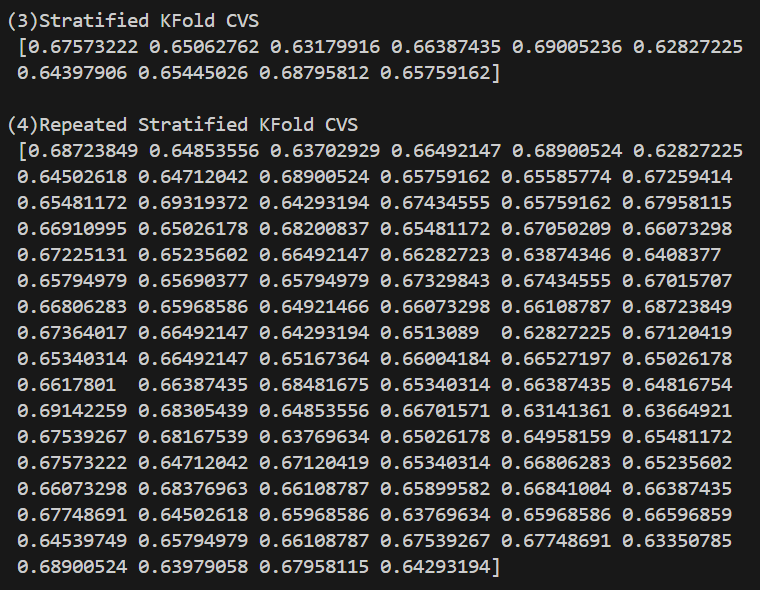 (3)Stratified KFold CVS
[0.67573222 0.65062762 0.63179916 0.66387435 0.69005236 0.62827225
0.64397906 0.65445026 0.68795812 0.65759162]
(4)Repeated Stratified KFold CVS
[0.68723849 0.64853556 0.63702929 0.66492147 0.68900524 0.62827225
0.64502618 0.64712042 0.68900524 0.65759162 0.65585774 0.67259414
0.65481172 0.69319372 0.64293194 0.67434555 0.65759162 0.67958115
0.66910995 0.65026178 0.68200837 0.65481172 0.67050209 0.66073298
0.67225131 0.65235602 0.66492147 0.66282723 0.63874346 0.6408377
0.65794979 0.65690377 0.65794979 0.67329843 0.67434555 0.67015707
0.66806283 0.65968586 0.64921466 0.66073298 0.66108787 0.68723849
0.67364017 0.66492147 0.64293194 0.6513089 0.62827225 0.67120419
0.65340314 0.66492147 0.65167364 0.66004184 0.66527197 0.65026178
0.6617801 0.66387435 0.68481675 0.65340314 0.66387435 0.64816754
0.69142259 0.68305439 0.64853556 0.66701571 0.63141361 0.63664921
0.67539267 0.68167539 0.63769634 0.65026178 0.64958159 0.65481172
0.67573222 0.64712042 0.67120419 0.65340314 0.66806283 0.65235602
0.66073298 0.68376963 0.66108787 0.65899582 0.66841004 0.66387435
0.67748691 0.64502618 0.65968586 0.63769634 0.65968586 0.66596859
0.64539749 0.65794979 0.66108787 0.67539267 0.67748691 0.63350785
0.68900524 0.63979058 0.67958115 0.64293194]